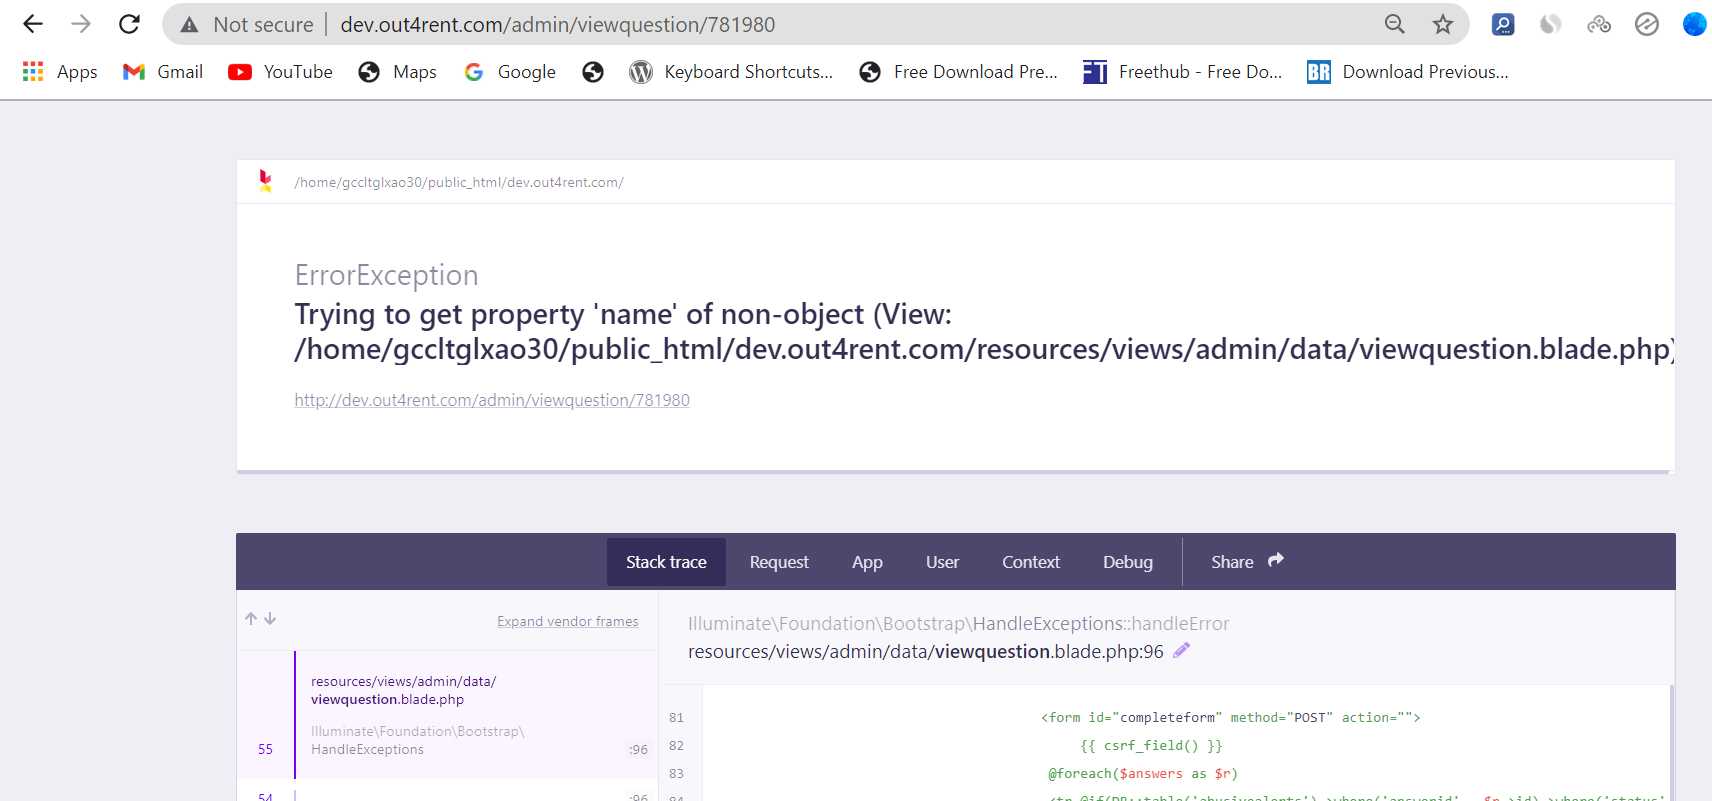 Not secure | dev.out4rent.com/admin/viewquestion/781980
Apps Gmail YouTube Maps Google Keyboard Shortcuts... Free Download Pre... Freethub - Free Do... BR Download Previous...
/home/gccltglxao30/public_html/dev.out4rent.com/
ErrorException
Trying to get property 'name' of non-object (View:
/home/gccltglxao30/public_html/dev.out4rent.com/resources/views/admin/data/viewquestion.blade.php)
http://dev.out4rent.com/admin/viewquestion/781980
Stack trace Request App User Context Debug Share
Expand vendor frames
Illuminate\Foundation\Bootstrap\HandleExceptions::handleError
resources/views/admin/data/viewquestion.blade.php:96
resources/views/admin/data/
viewquestion.blade.php
Illuminate\Foundation\Bootstrap\
55 HandleExceptions :96
54 :96
81 <form id="completeform" method="POST" action="">
82 {{ csrf_field() }}
83 @foreach($answers as $r)